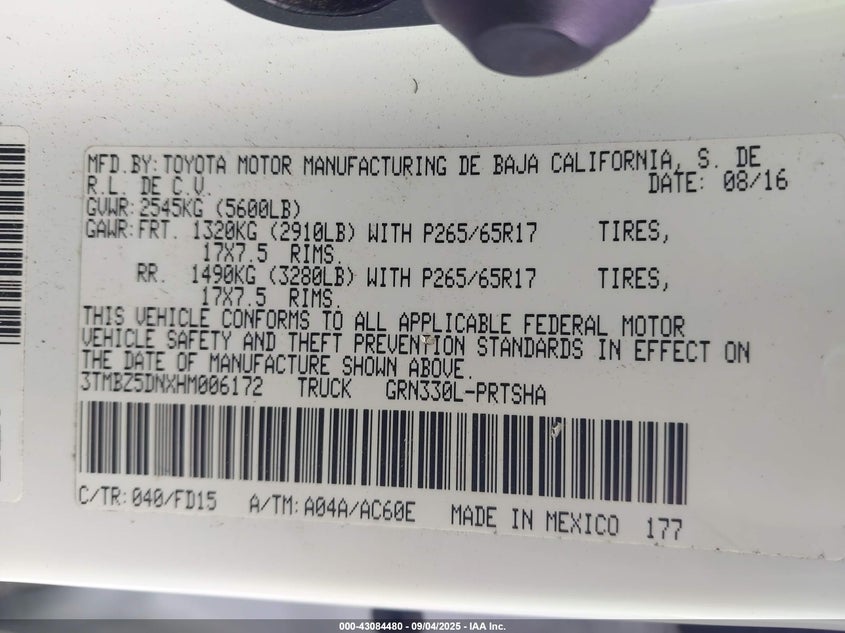 MFD.BY:TOYOTA MOTOR MANUFACTURING DE BAJA CALIFORNIA, S. DE
R.L. DE C.V. DATE: 08/16
GVWR:2545KG (5600LB)
GAWR:FRT. 1320KG (2910LB) WITH P265/65R17 TIRES,
17X7.5 RIMS.
RR. 1490KG (3280LB) WITH P265/65R17 TIRES,
17X7.5 RIMS.
THIS VEHICLE CONFORMS TO ALL APPLICABLE FEDERAL MOTOR
VEHICLE SAFETY AND THEFT PREVENTION STANDARDS IN EFFECT ON
THE DATE OF MANUFACTURE SHOWN ABOVE.
3TMBZ5DNXHM006172 TRUCK GRN330L-PRTSHA
C/TR:040/FD15 A/TM:A04A/AC60E MADE IN MEXICO 177
000-43084480 - 09/04/2025 - IAA Inc.